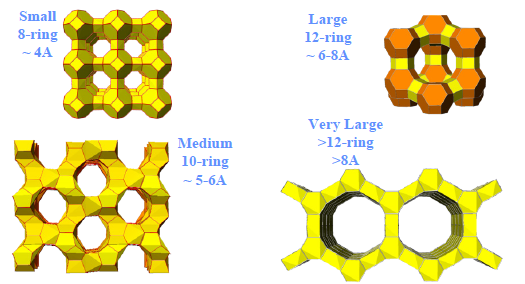 Small
8-ring
~ 4A
Large
12-ring
~ 6-8A
Medium
10-ring
~ 5-6A
Very Large
>12-ring
>8A